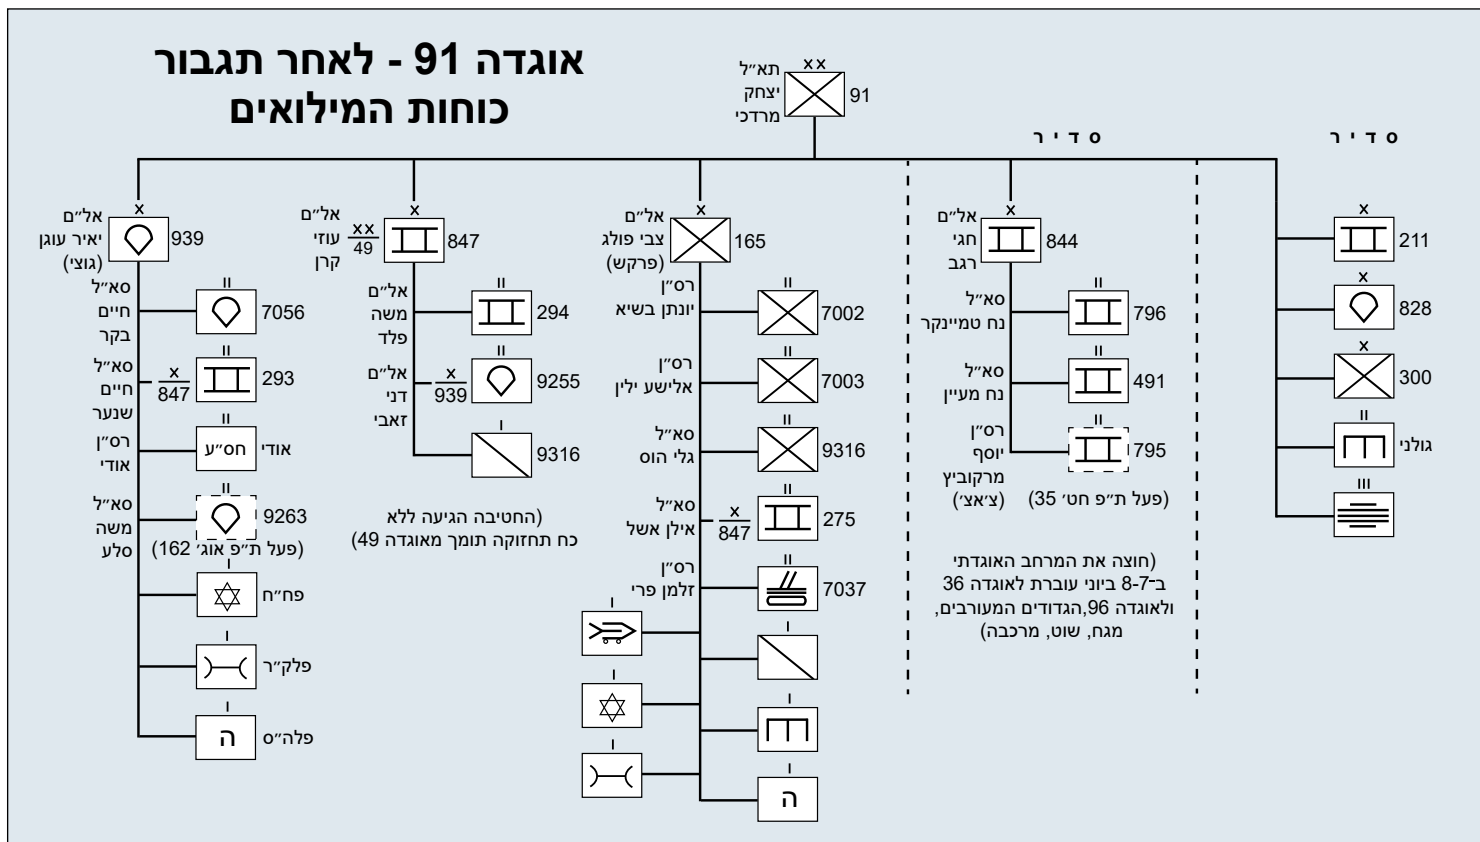 אוגדה 91 - לאחר תגבור
כוחות המילואים
תא״ל
יצחק
מרדכי
xx
91
סדיר
סדיר
x
211
x
828
x
300
II
גולני
III
x
אל״ם
חגי
רגב
844
סא״ל
נח טמיינקר
II
796
סא״ל
נח מעיין
II
491
רס״ן
יוסף
מרקוביץ
(צ׳אצ׳)
II
795
(פעל ת״פ חט׳ 35)
(חוצה את המרחב האוגדתי
ב-8-7 ביוני עוברת לאוגדה 36
ולאוגדה 96,הגדודים המעורבים,
מגח, שוט, מרכבה)
x
אל״ם
צבי פולג
(פרקש)
165
רס״ן
יונתן בשיא
II
7002
רס״ן
אלישע ילין
II
7003
סא״ל
גלי הוס
II
9316
סא״ל
אילן אשל
x
847
II
275
רס״ן
זלמן פרי
II
7037
I
I
I
I
I
I
ה
x
אל״ם
עוזי
קרן
xx
49
847
אל״ם
משה
פלד
II
294
אל״ם
דני
זאבי
x
939
II
9255
I
9316
(החטיבה הגיעה ללא
כח תחזוקה תומך מאוגדה 49)
x
אל״ם
יאיר עוגן
(גוצי)
939
סא״ל
חיים
בקר
II
7056
סא״ל
חיים
שנער
x
847
II
293
רס״ן
אודי
II
חס״ע
אודי
סא״ל
משה
סלע
II
9263
(פעל ת״פ אוג׳ 162)
I
פח״ח
I
פלק״ר
I
ה
פלה״ס